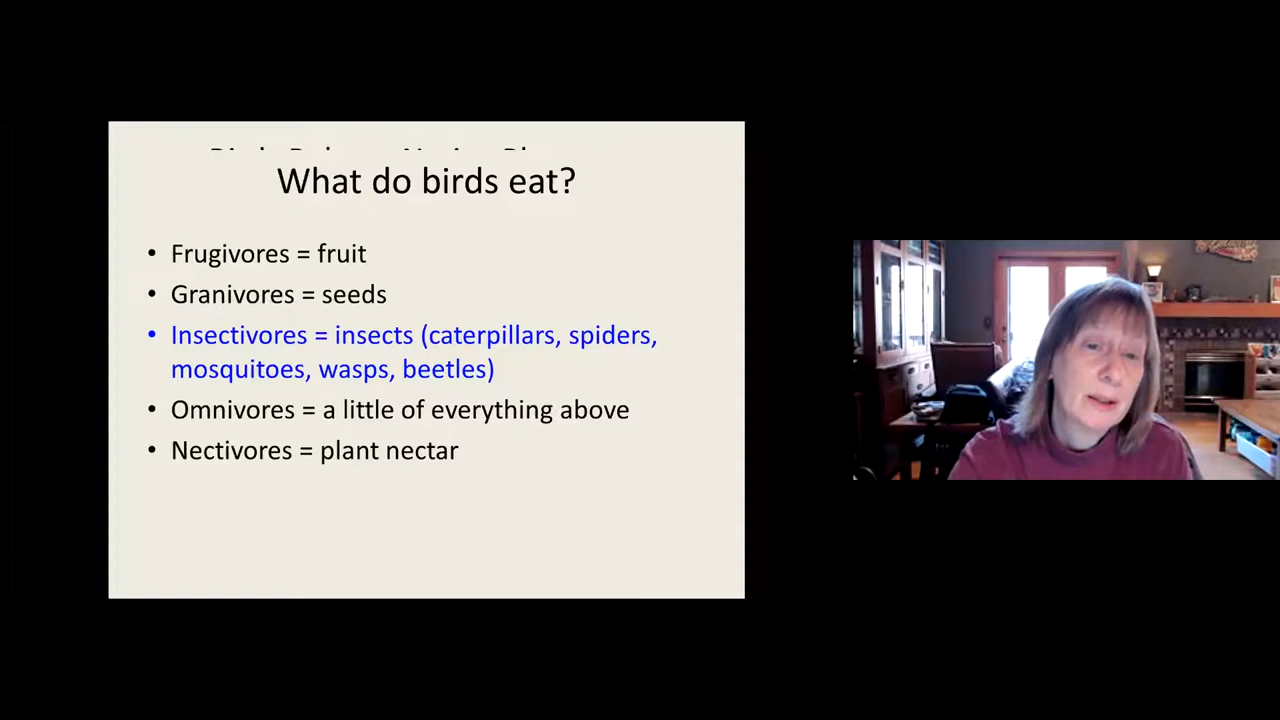 What do birds eat?
• Frugivores = fruit
• Granivores = seeds
• Insectivores = insects (caterpillars, spiders,
mosquitoes, wasps, beetles)
• Omnivores = a little of everything above
• Nectivores = plant nectar